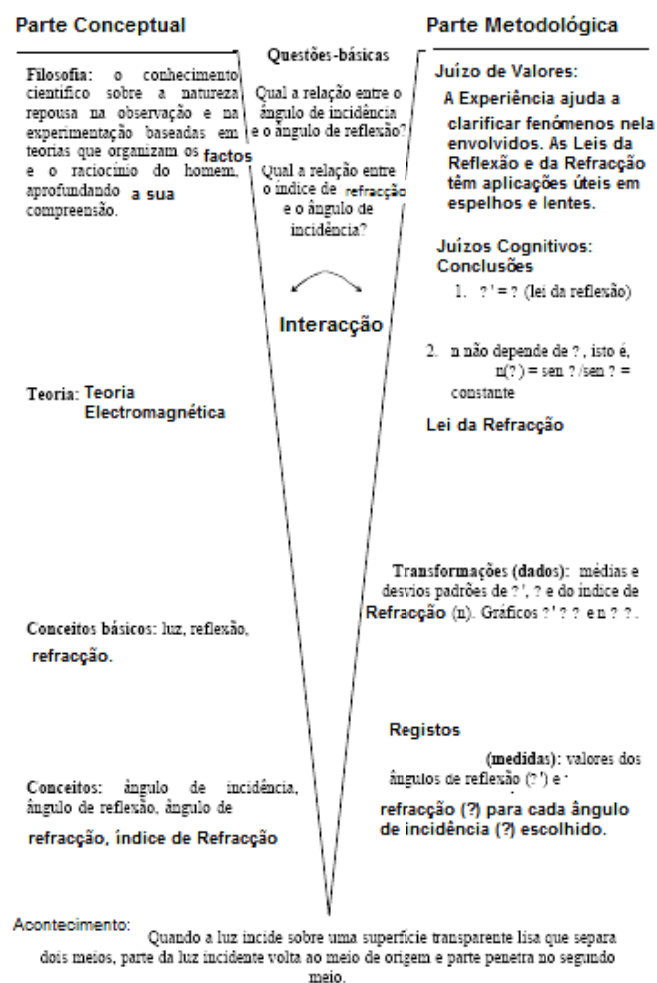 Parte Conceptual
Filosofia: o conhecimento
científico sobre a natureza
repousa na observação e na
experimentação baseadas em
teorias que organizam os factos
e o raciocínio do homem,
aprofundando a sua
compreensão.
Teoria: Teoria
Electromagnética
Conceitos básicos: luz, reflexão,
refracção.
Conceitos: ângulo de incidência,
ângulo de reflexão, ângulo de
refracção, índice de Refracção
Questões-básicas
Qual a relação entre o
ângulo de incidência
e o ângulo de reflexão?
Qual a relação entre
o índice de refracção
e o ângulo de
incidência?
Interacção
Parte Metodológica
Juízo de Valores:
A Experiência ajuda a
clarificar fenómenos nela
envolvidos. As Leis da
Reflexão e da Refracção
têm aplicações úteis em
espelhos e lentes.
Juízos Cognitivos:
Conclusões
1. ?' = ? (lei da reflexão)
2. n não depende de ?, isto é,
n(?) = sen ?/sen ? =
constante
Lei da Refracção
Transformações (dados): médias e
desvios padrões de ?', ? e do índice de
Refracção (n). Gráficos ?' ? ? e n ? ?.
Registos
(medidas): valores dos
ângulos de reflexão (?') e
refracção (?) para cada ângulo
de incidência (?) escolhido.
Acontecimento:
Quando a luz incide sobre uma superfície transparente lisa que separa
dois meios, parte da luz incidente volta ao meio de origem e parte penetra no segundo
meio.